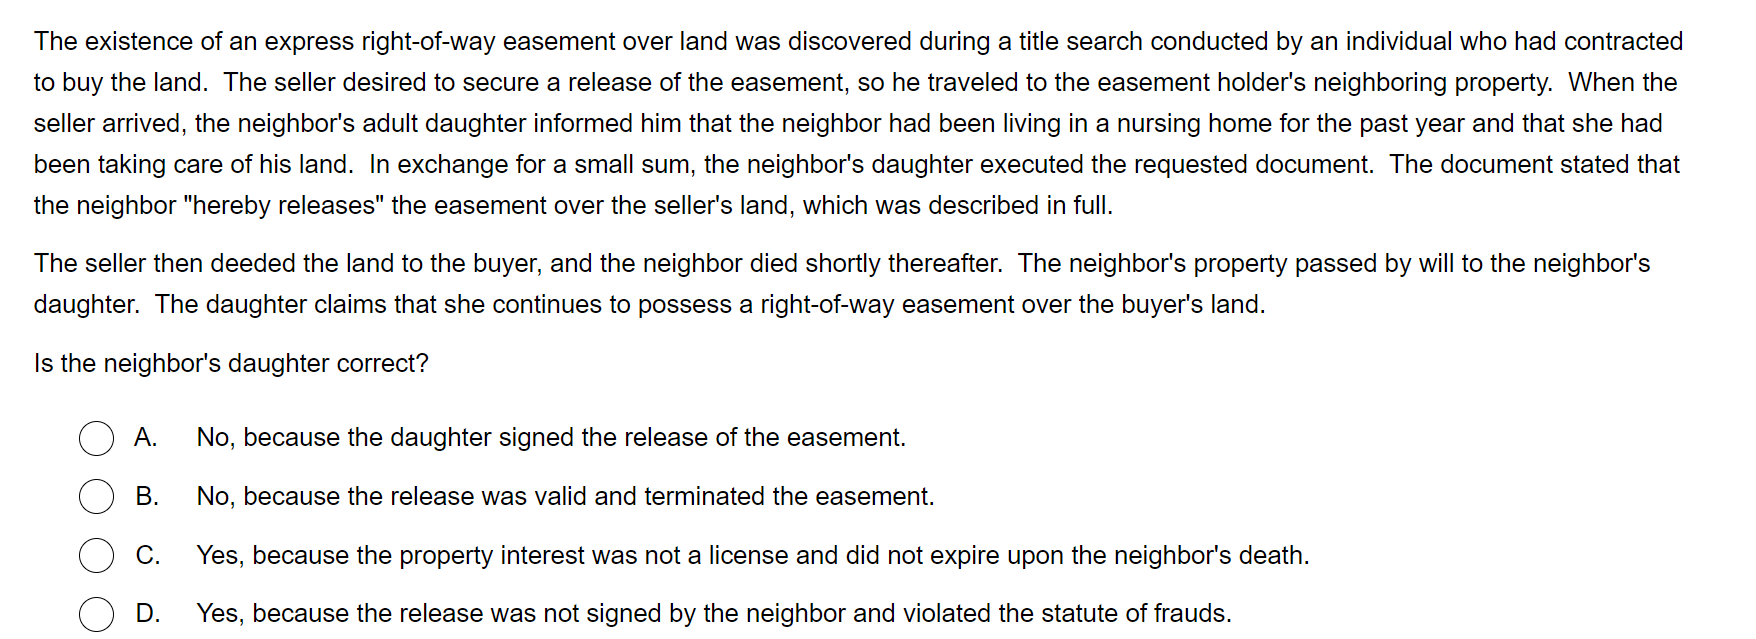 The existence of an express right-of-way easement over land was discovered during a title search conducted by an individual who had contracted
to buy the land.  The seller desired to secure a release of the easement, so he traveled to the easement holder's neighboring property.  When the
seller arrived, the neighbor's adult daughter informed him that the neighbor had been living in a nursing home for the past year and that she had
been taking care of his land.  In exchange for a small sum, the neighbor's daughter executed the requested document.  The document stated that
the neighbor "hereby releases" the easement over the seller's land, which was described in full.
The seller then deeded the land to the buyer, and the neighbor died shortly thereafter.  The neighbor's property passed by will to the neighbor's
daughter.  The daughter claims that she continues to possess a right-of-way easement over the buyer's land.
Is the neighbor's daughter correct?
A. No, because the daughter signed the release of the easement.
B. No, because the release was valid and terminated the easement.
C. Yes, because the property interest was not a license and did not expire upon the neighbor's death.
D. Yes, because the release was not signed by the neighbor and violated the statute of frauds.